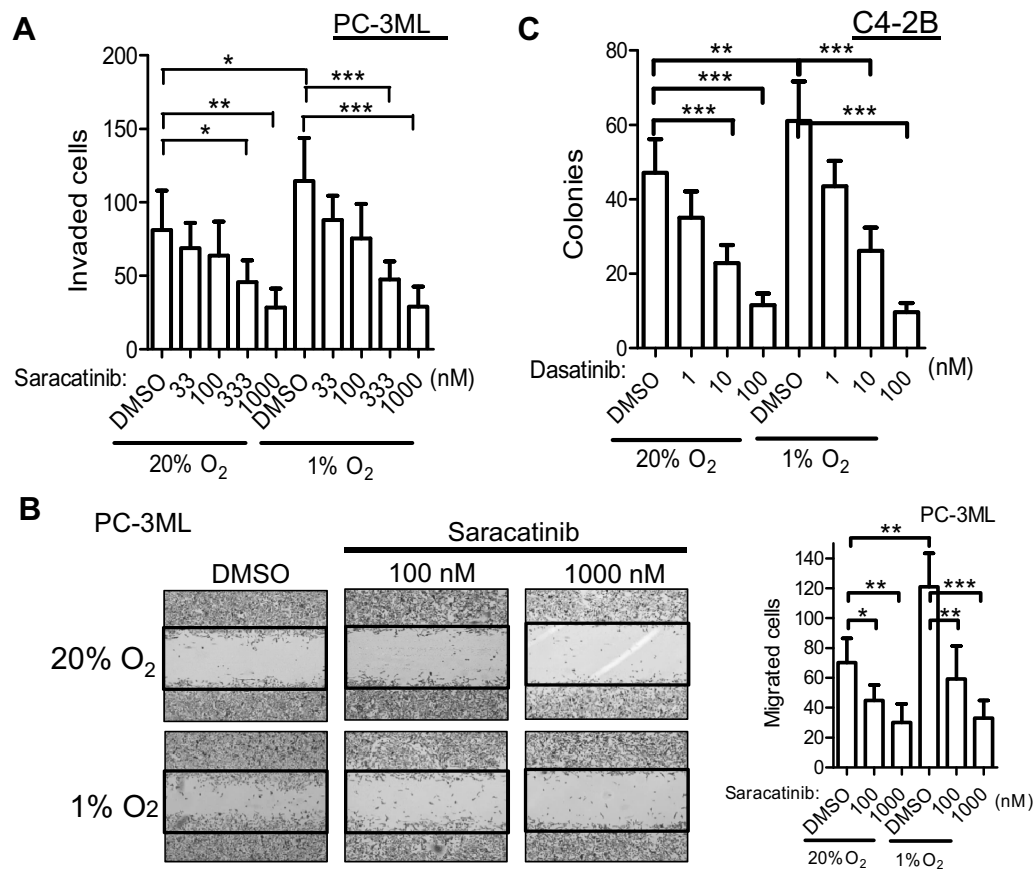 A
PC-3ML
Invaded cells
200
150
100
50
0
*
***
**
***
*
Saracatinib:
DMSO 33 100 333 1000 DMSO 33 100 333 1000 (nM)
20% O2
1% O2
C
C4-2B
Colonies
80
60
40
20
0
**
***
***
***
***
Dasatinib:
DMSO 1 10 100 DMSO 1 10 100 (nM)
20% O2
1% O2
B
PC-3ML
Saracatinib
DMSO
100 nM
1000 nM
20% O2
1% O2
PC-3ML
Migrated cells
140
120
100
80
60
40
20
0
**
**
***
*
**
Saracatinib:
DMSO 100 1000 DMSO 100 1000 (nM)
20% O2
1% O2